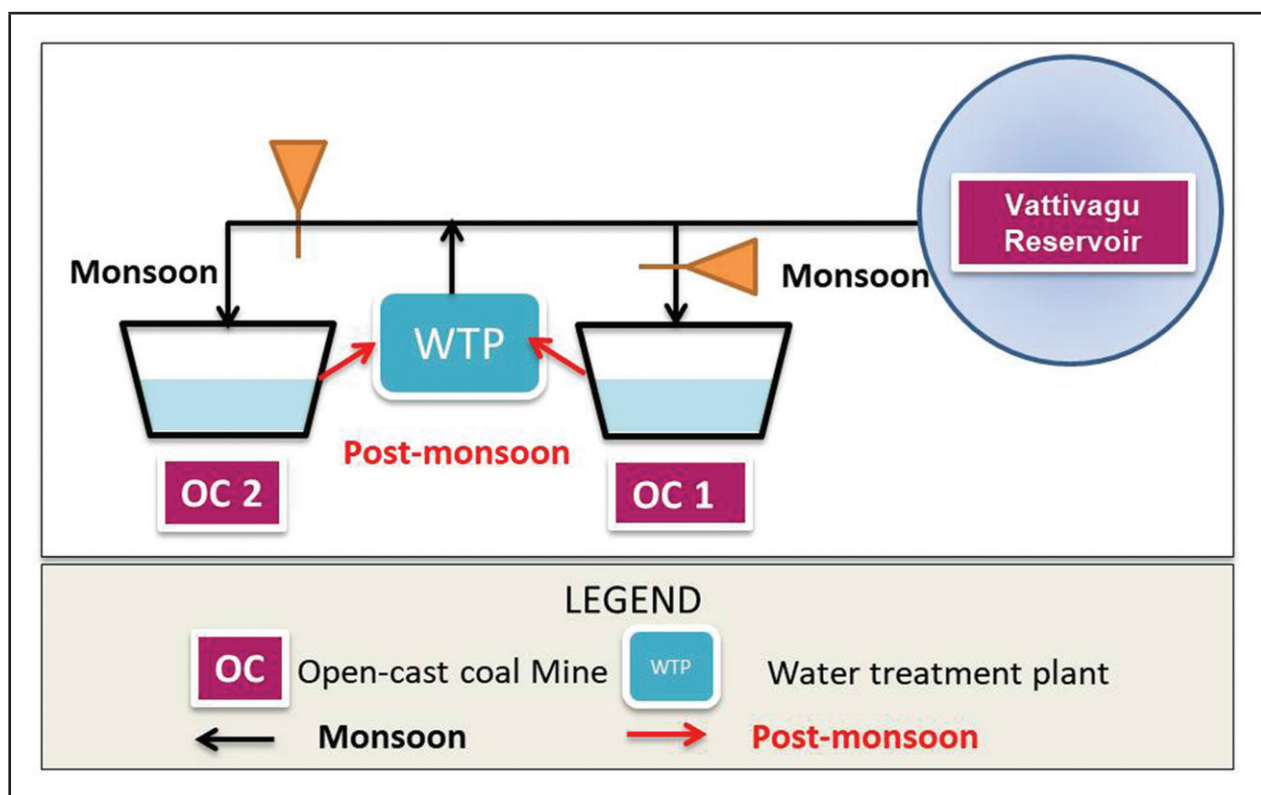 Vattivagu
Reservoir
Monsoon
Monsoon
WTP
Post-monsoon
OC 2
OC 1
LEGEND
OC
Open-cast coal Mine
WTP
Water treatment plant
Monsoon
Post-monsoon